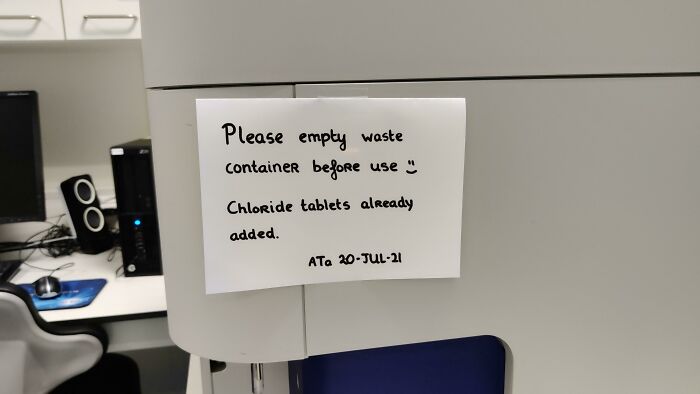 Please empty waste
container before use :)
Chloride tablets already
added.
ATa 20-JUL-21